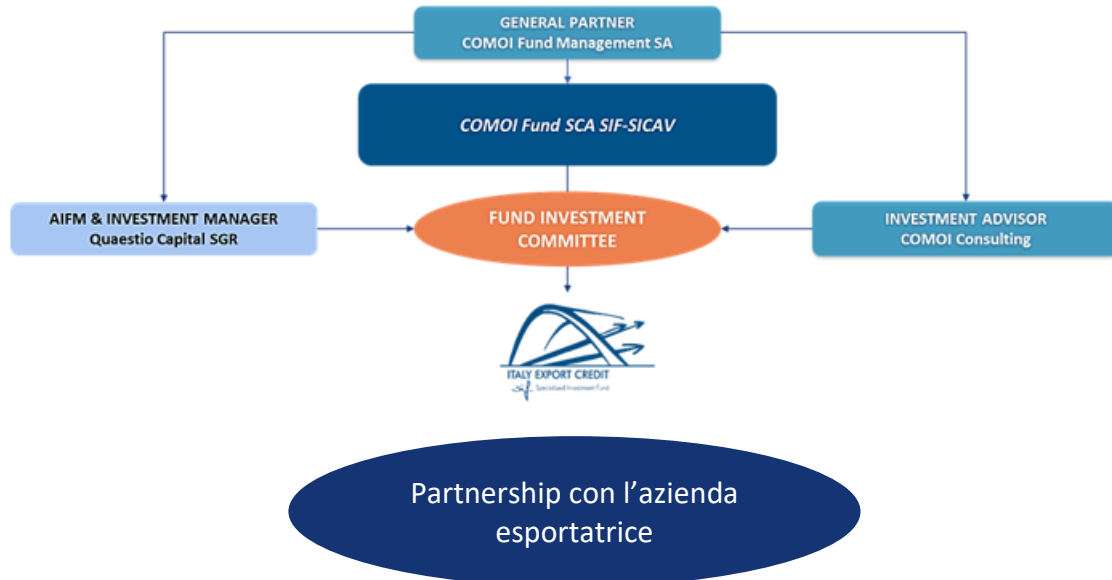 GENERAL PARTNER
COMOI Fund Management SA
COMOI Fund SCA SIF-SICAV
AIFM & INVESTMENT MANAGER
Quaestio Capital SGR
FUND INVESTMENT
COMMITTEE
INVESTMENT ADVISOR
COMOI Consulting
ITALY EXPORT CREDIT
sif Specialised Investment Fund
Partnership con l’azienda
esportatrice